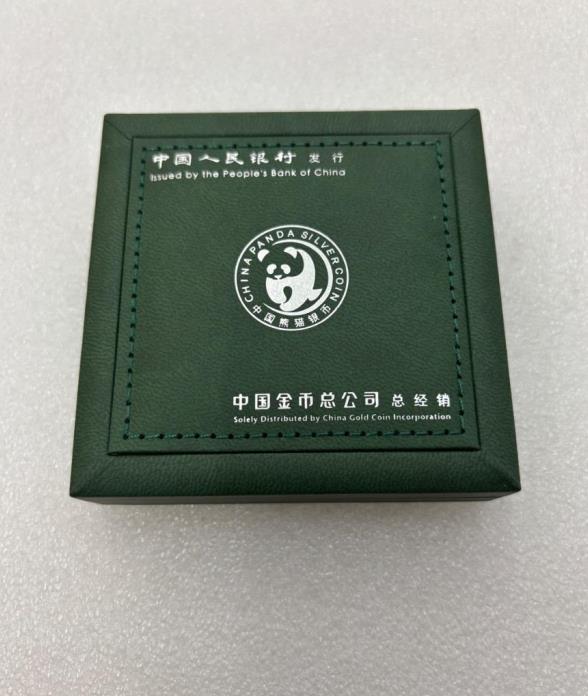 中国人民银行 发行
Issued by the People's Bank of China
CHINA PANDA SILVER COIN
中国熊猫银币
中国金币总公司 总经销
Solely Distributed by China Gold Coin Incorporation